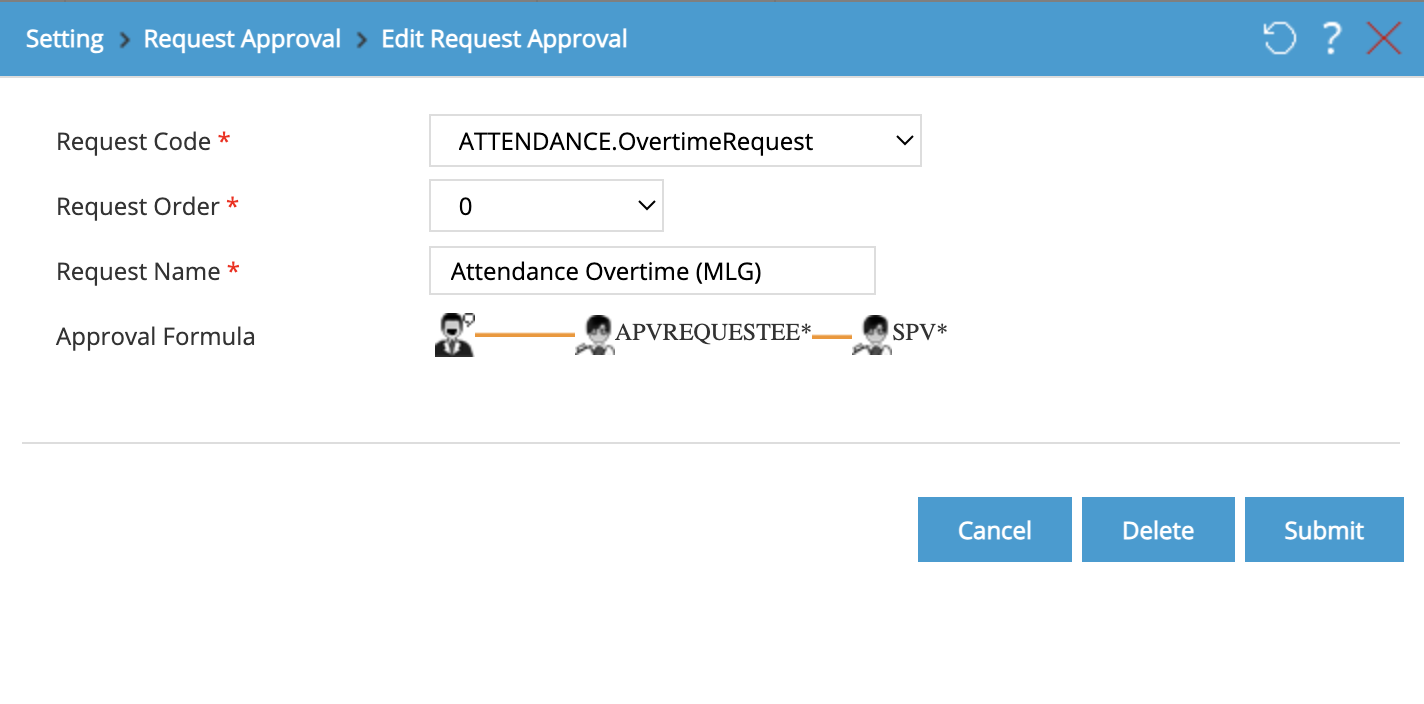 Setting > Request Approval > Edit Request Approval ?
Request Code * ATTENDANCE.OvertimeRequest
Request Order * 0
Request Name * Attendance Overtime (MLG)
Approval Formula APVREQUESTEE* SPV*
Cancel Delete Submit